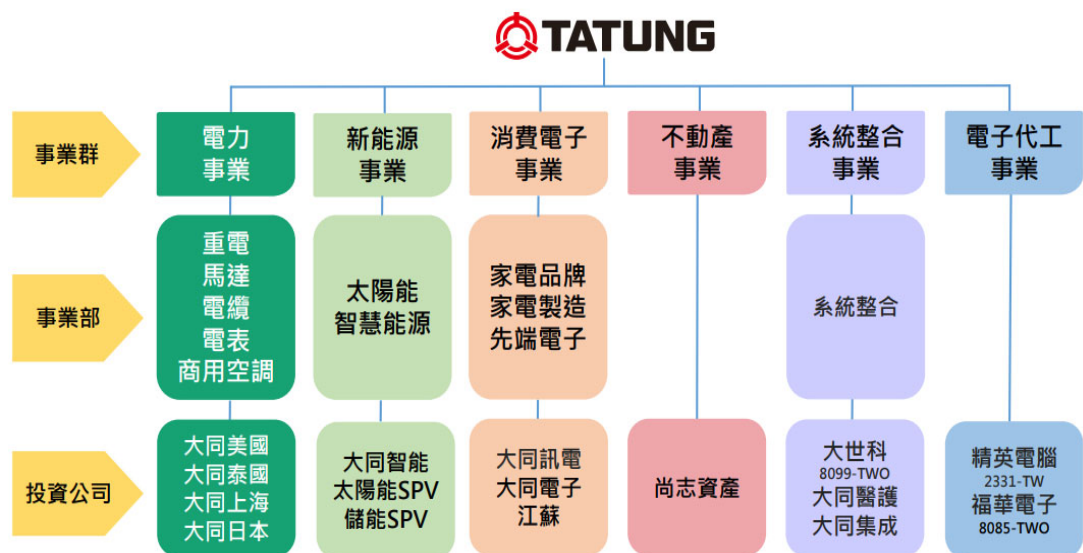 TATUNG
事業群
電力
事業
新能源
事業
消費電子
事業
不動產
事業
系統整合
事業
電子代工
事業
事業部
重電
馬達
電纜
電表
商用空調
太陽能
智慧能源
家電品牌
家電製造
先端電子
系統整合
投資公司
大同美國
大同泰國
大同上海
大同日本
大同智能
太陽能SPV
儲能SPV
大同訊電
大同電子
江蘇
尚志資產
大世科
8099-TWO
大同醫護
大同集成
精英電腦
2331-TW
福華電子
8085-TWO